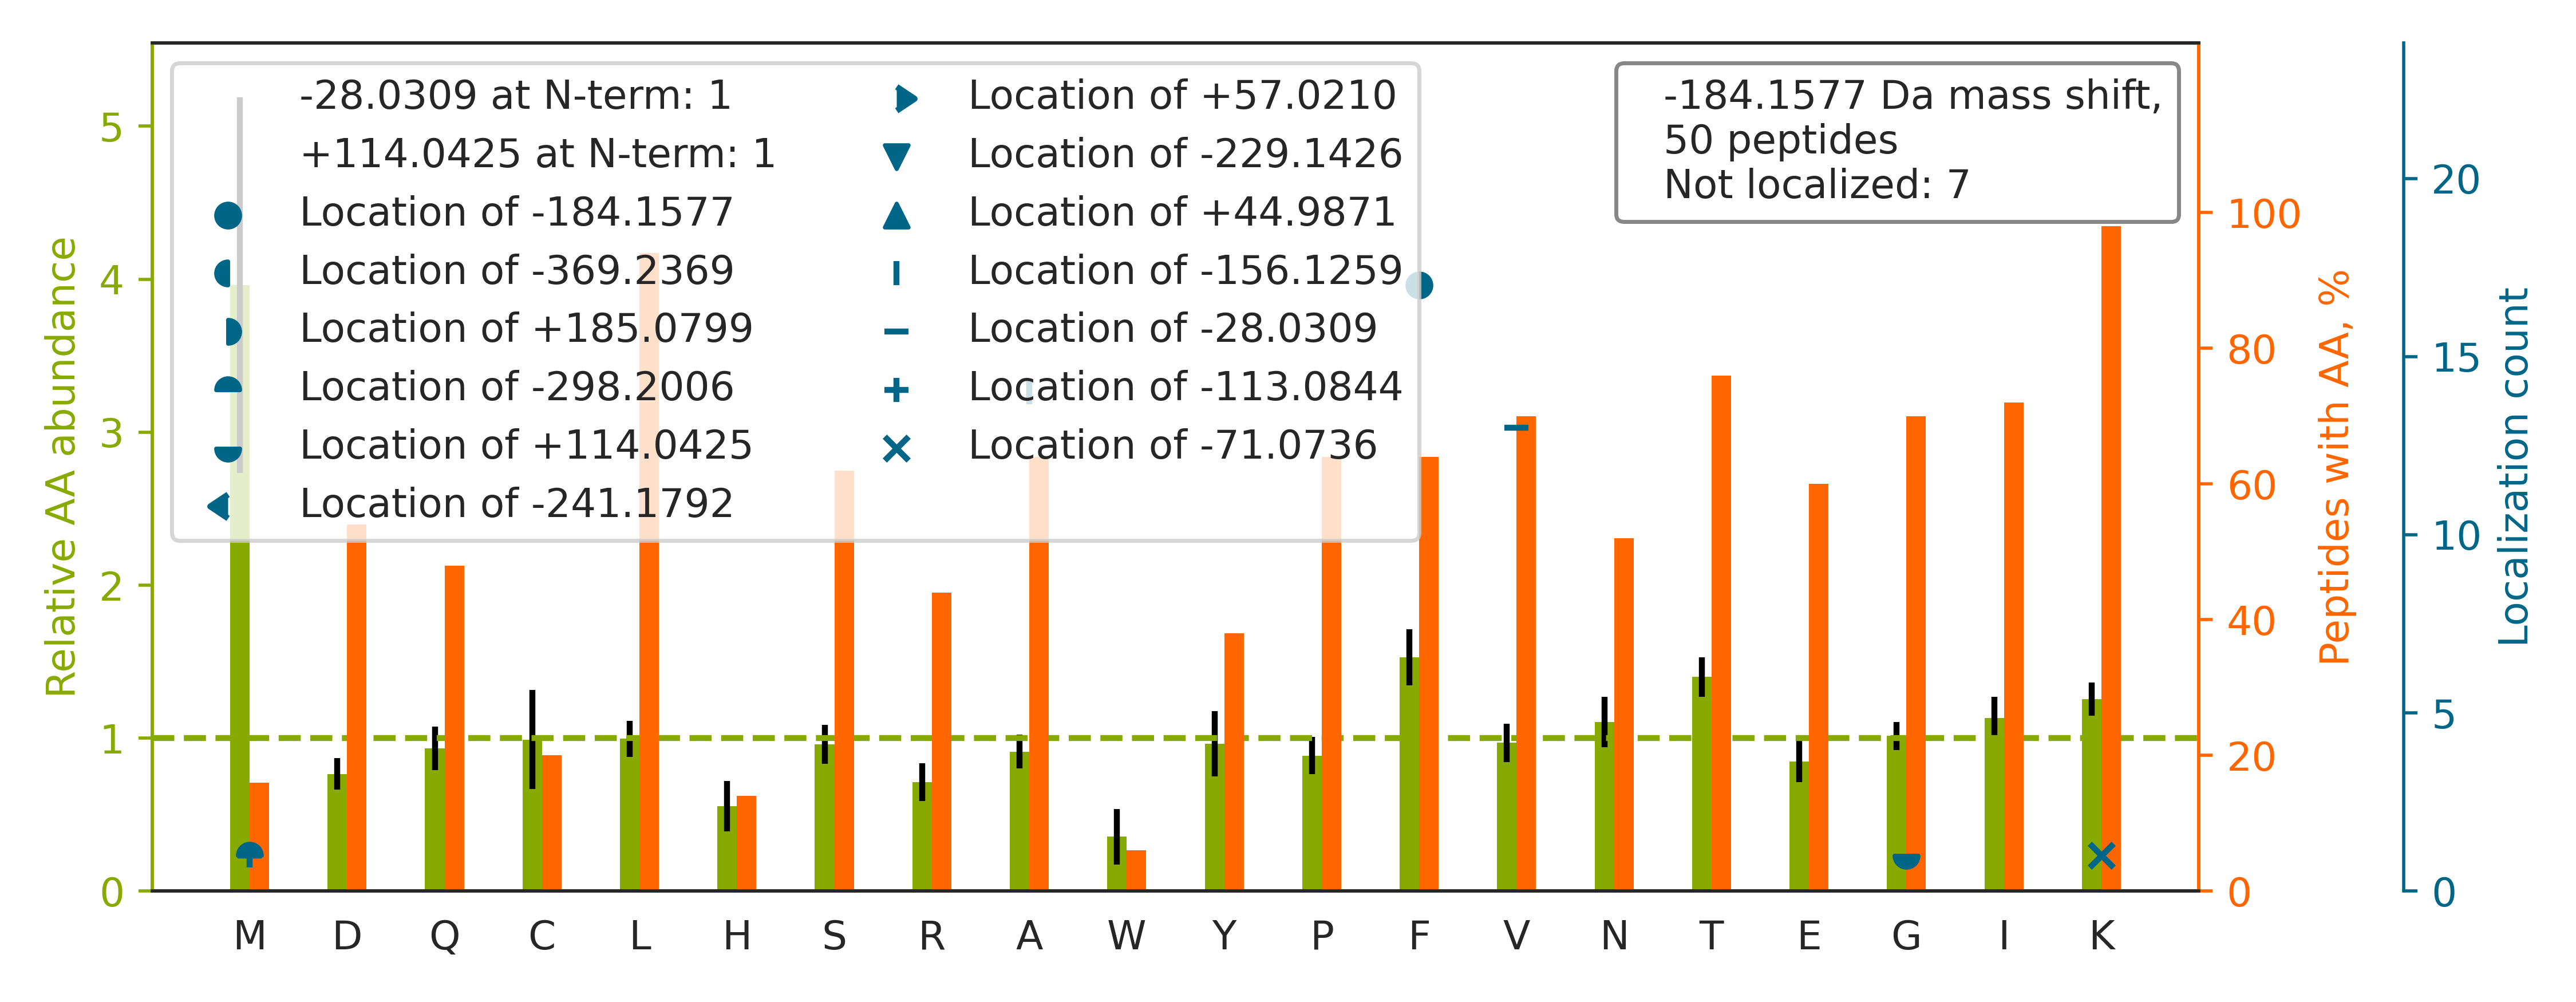 -28.0309 at N-term: 1
+114.0425 at N-term: 1
Location of -184.1577
Location of -369.2369
Location of +185.0799
Location of -298.2006
Location of +114.0425
Location of -241.1792
Location of +57.0210
Location of -229.1426
Location of +44.9871
Location of -156.1259
Location of -28.0309
Location of -113.0844
Location of -71.0736
-184.1577 Da mass shift,
50 peptides
Not localized: 7
Relative AA abundance
5
4
3
2
1
0
100
80
60
40
20
0
Peptides with AA, %
20
15
10
5
0
Localization count
M D Q C L H S R A W Y P F V N T E G I K